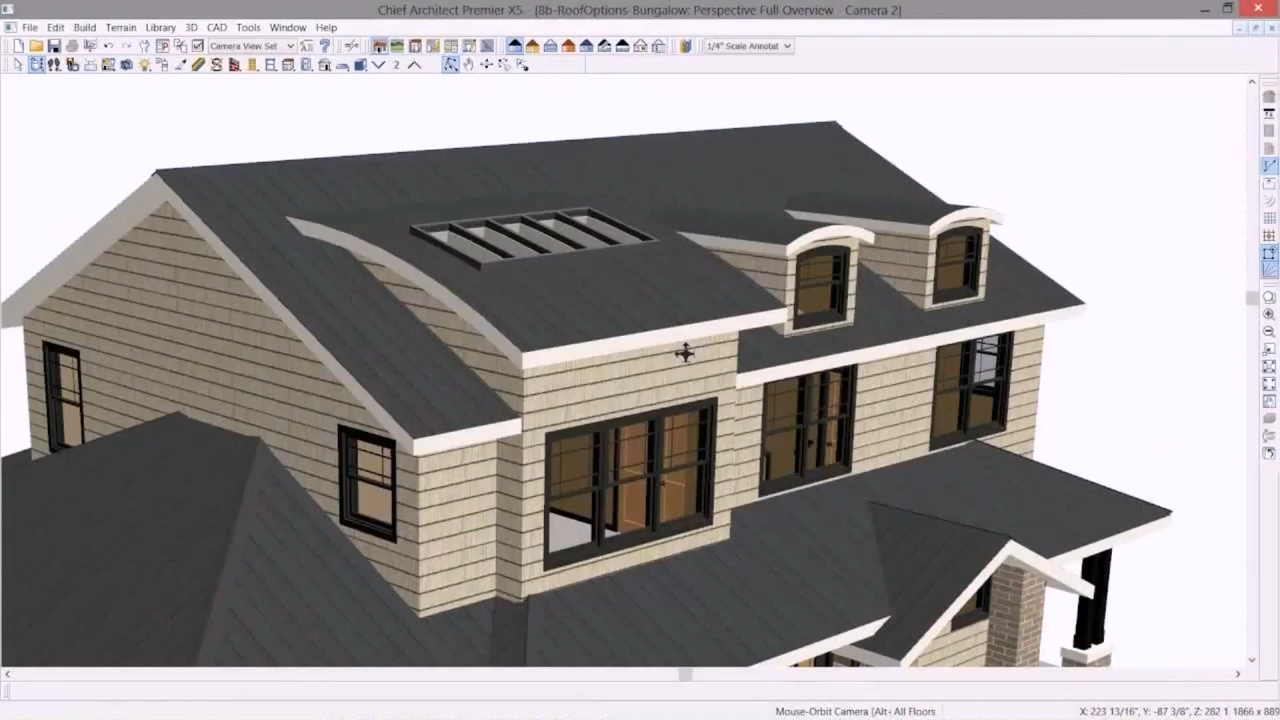 Chief Architect Premier X5 - [8b-RoofOptions-Bungalow: Perspective Full Overview - Camera 2]
File Edit Build Terrain Library 3D CAD Tools Window Help
Camera View Set
1/4" Scale Annotat
2
Mouse-Orbit Camera [Alt- All Floors
X: 223 13/16", Y: -87 3/8", Z: 282 1 1866 x 889